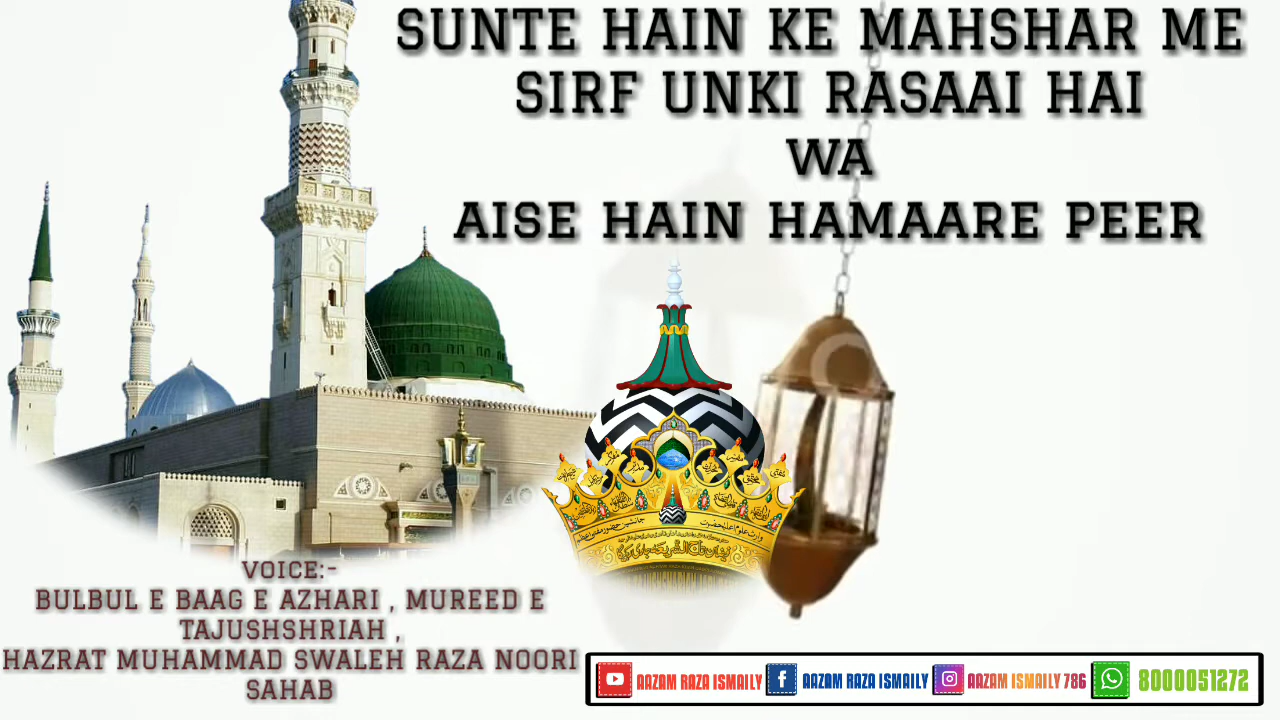 SUNTE HAIN KE MAHSHAR ME
SIRF UNKI RASAAI HAI
WA
AISE HAIN HAMAARE PEER
VOICE:-
BULBUL E BAAG E AZHARI , MUREED E
TAJUSHSHRIAH ,
HAZRAT MUHAMMAD SWALEH RAZA NOORI
SAHAB
AAZAM RAZA ISMAILY AAZAM RAZA ISMAILY AAZAM ISMAILY 786 8000051272